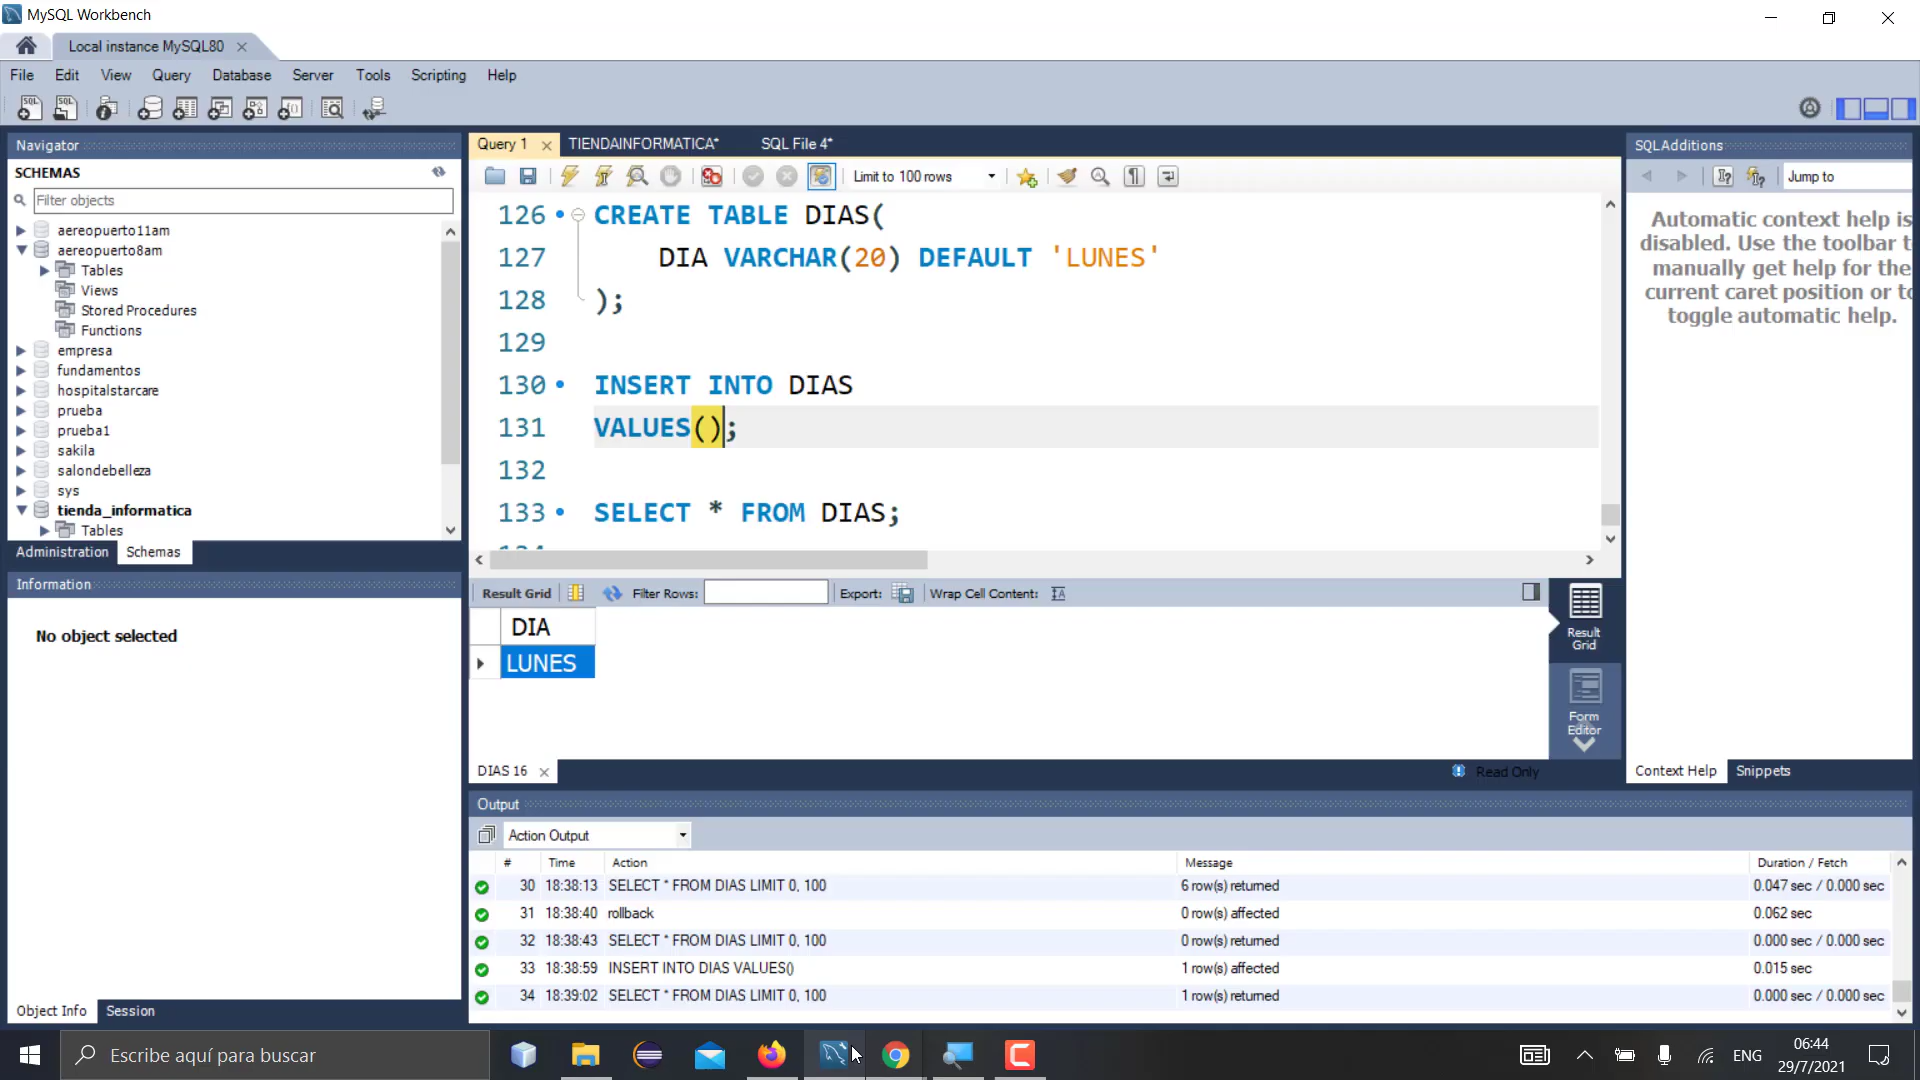 MySQL Workbench
Local instance MySQL80
File Edit View Query Database Server Tools Scripting Help
Navigator
SCHEMAS
Filter objects
aereopuerto11am
aereopuerto8am
Tables
Views
Stored Procedures
Functions
empresa
fundamentos
hospitalstarcare
prueba
prueba1
sakila
salondebelleza
sys
tienda_informatica
Tables
Administration Schemas
Information
No object selected
Object Info Session
Query 1 TIENDAINFORMATICA* SQL File 4*
Limit to 100 rows
126 CREATE TABLE DIAS(
127 DIA VARCHAR(20) DEFAULT 'LUNES'
128 );
129
130 INSERT INTO DIAS
131 VALUES();
132
133 SELECT * FROM DIAS;
Result Grid Filter Rows: Export: Wrap Cell Content:
DIA
LUNES
Result
Grid
Form
Editor
DIAS 16
Read Only
SQLAdditions
Jump to
Automatic context help is
disabled. Use the toolbar t
manually get help for the
current caret position or to
toggle automatic help.
Context Help Snippets
Output
Action Output
# Time Action Message Duration / Fetch
30 18:38:13 SELECT * FROM DIAS LIMIT 0, 100 6 row(s) returned 0.047 sec / 0.000 sec
31 18:38:40 rollback 0 row(s) affected 0.062 sec
32 18:38:43 SELECT * FROM DIAS LIMIT 0, 100 0 row(s) returned 0.000 sec / 0.000 sec
33 18:38:59 INSERT INTO DIAS VALUES() 1 row(s) affected 0.015 sec
34 18:39:02 SELECT * FROM DIAS LIMIT 0, 100 1 row(s) returned 0.000 sec / 0.000 sec
Escribe aquí para buscar
ENG
06:44
29/7/2021